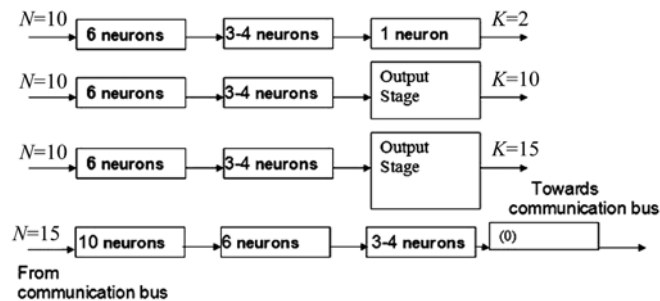 N=10
6 neurons
3-4 neurons
1 neuron
K=2
N=10
6 neurons
3-4 neurons
Output
Stage
K=10
N=10
6 neurons
3-4 neurons
Output
Stage
K=15
Towards
communication bus
N=15
10 neurons
6 neurons
3-4 neurons
(0)
From
communication bus